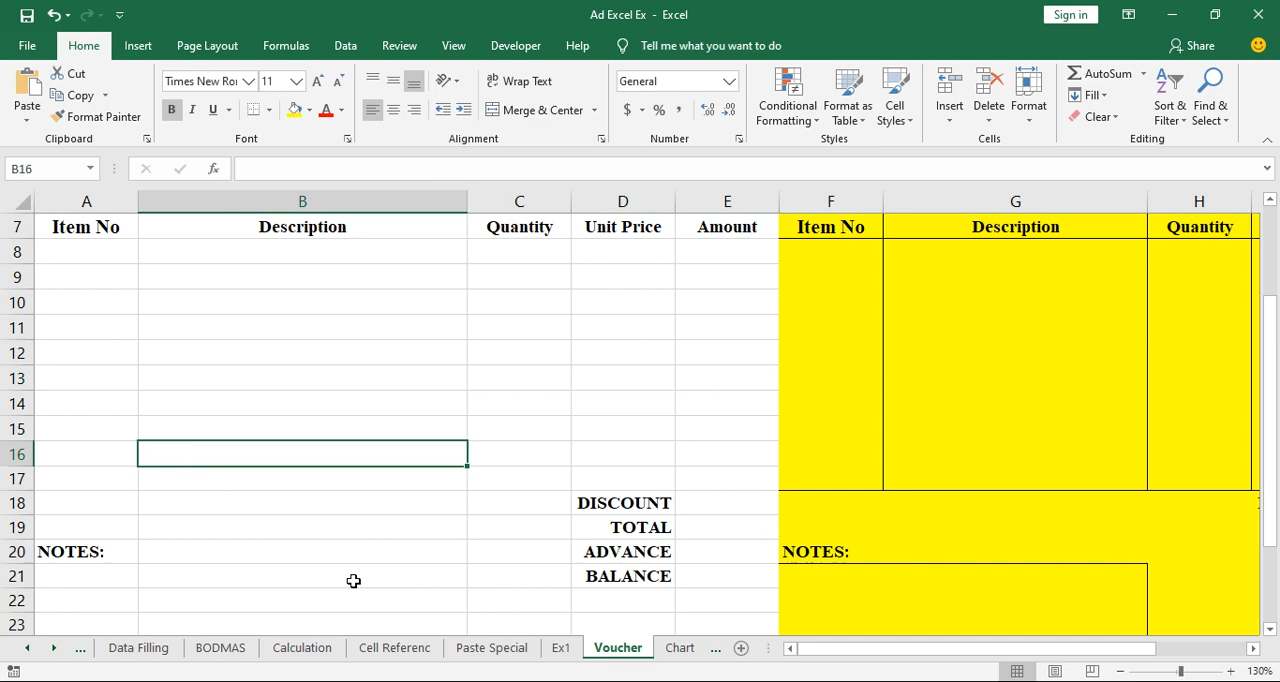 Ad Excel Ex - Excel
Sign in
File Home Insert Page Layout Formulas Data Review View Developer Help Tell me what you want to do Share
Paste
Cut
Copy
Format Painter
Clipboard
Times New Ror 11
B I U
Font
Wrap Text
Merge & Center
Alignment
General
$ % ,
Number
Conditional Formatting
Format as Table
Cell Styles
Styles
Insert Delete Format
Cells
AutoSum
Fill
Clear
Sort & Filter
Find & Select
Editing
B16
fx
A B C D E F G H
7 Item No Description Quantity Unit Price Amount Item No Description Quantity
8
9
10
11
12
13
14
15
16
17
18 DISCOUNT
19 TOTAL
20 NOTES: ADVANCE NOTES:
21 BALANCE
22
23
... Data Filling BODMAS Calculation Cell Referenc Paste Special Ex1 Voucher Chart ...
130%